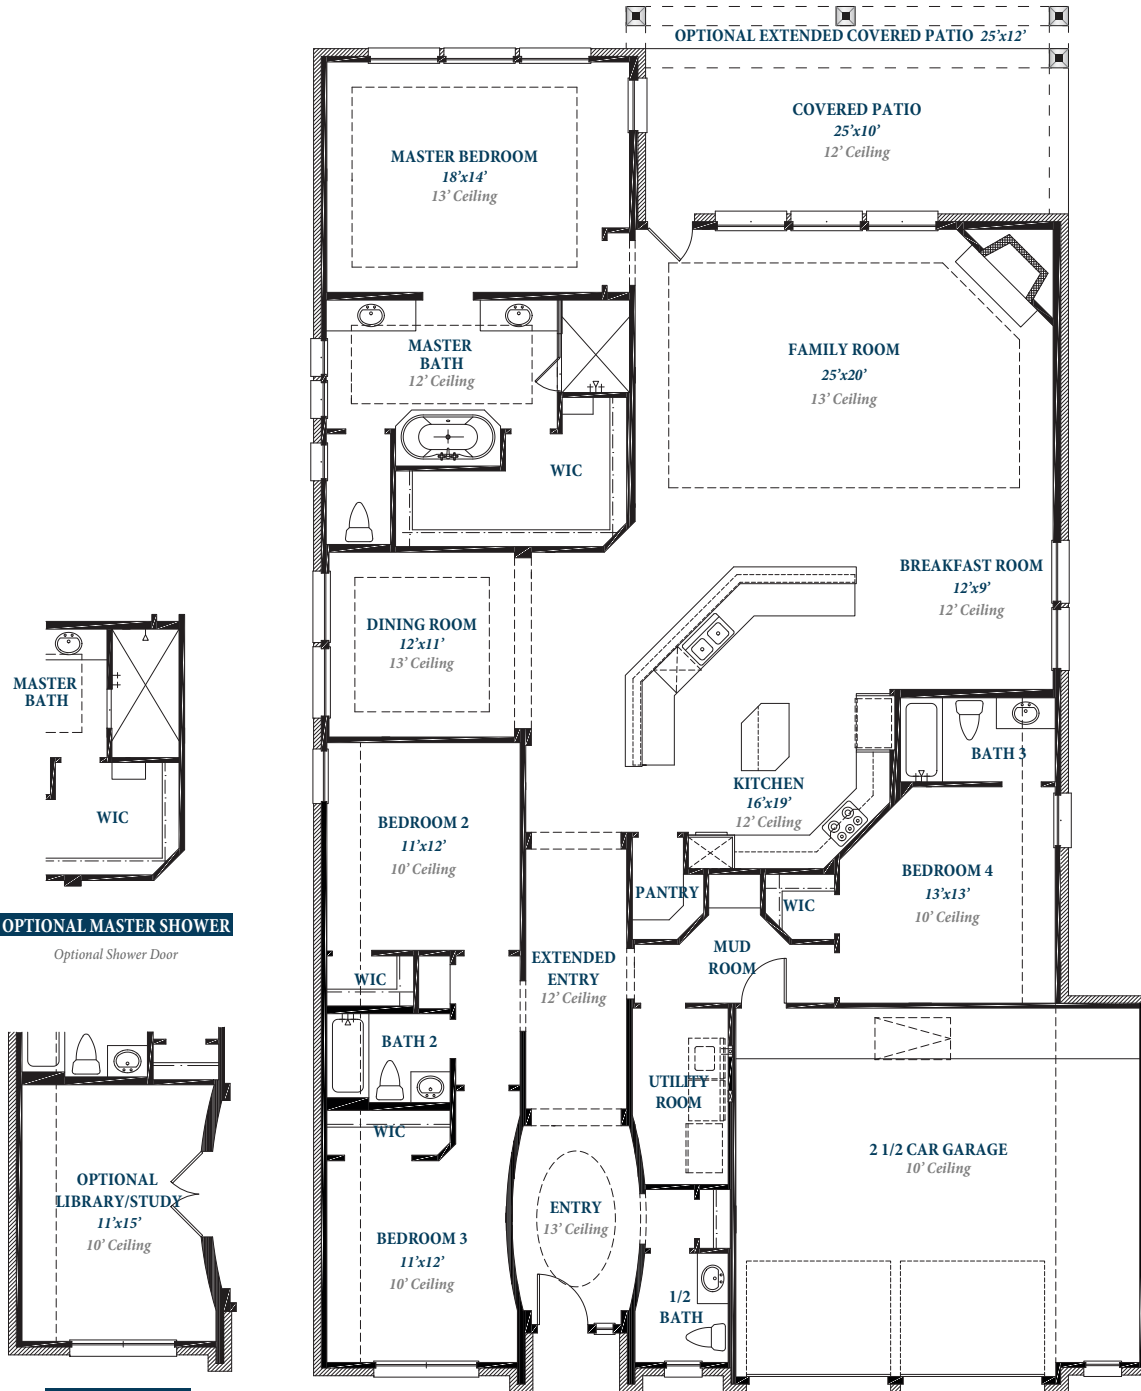 OPTIONAL EXTENDED COVERED PATIO 25'x12'
COVERED PATIO
25'x10'
12' Ceiling
MASTER BEDROOM
18'x14'
13' Ceiling
MASTER
BATH
12' Ceiling
FAMILY ROOM
25'x20'
13' Ceiling
WIC
BREAKFAST ROOM
12'x9'
12' Ceiling
DINING ROOM
12'x11'
13' Ceiling
MASTER
BATH
WIC
OPTIONAL MASTER SHOWER
Optional Shower Door
BATH 3
KITCHEN
16'x19'
12' Ceiling
BEDROOM 2
11'x12'
10' Ceiling
PANTRY
WIC
BEDROOM 4
13'x13'
10' Ceiling
MUD
ROOM
EXTENDED
ENTRY
12' Ceiling
WIC
BATH 2
UTILITY
ROOM
WIC
2 1/2 CAR GARAGE
10' Ceiling
OPTIONAL
LIBRARY/STUDY
11'x15'
10' Ceiling
ENTRY
13' Ceiling
BEDROOM 3
11'x12'
10' Ceiling
1/2
BATH